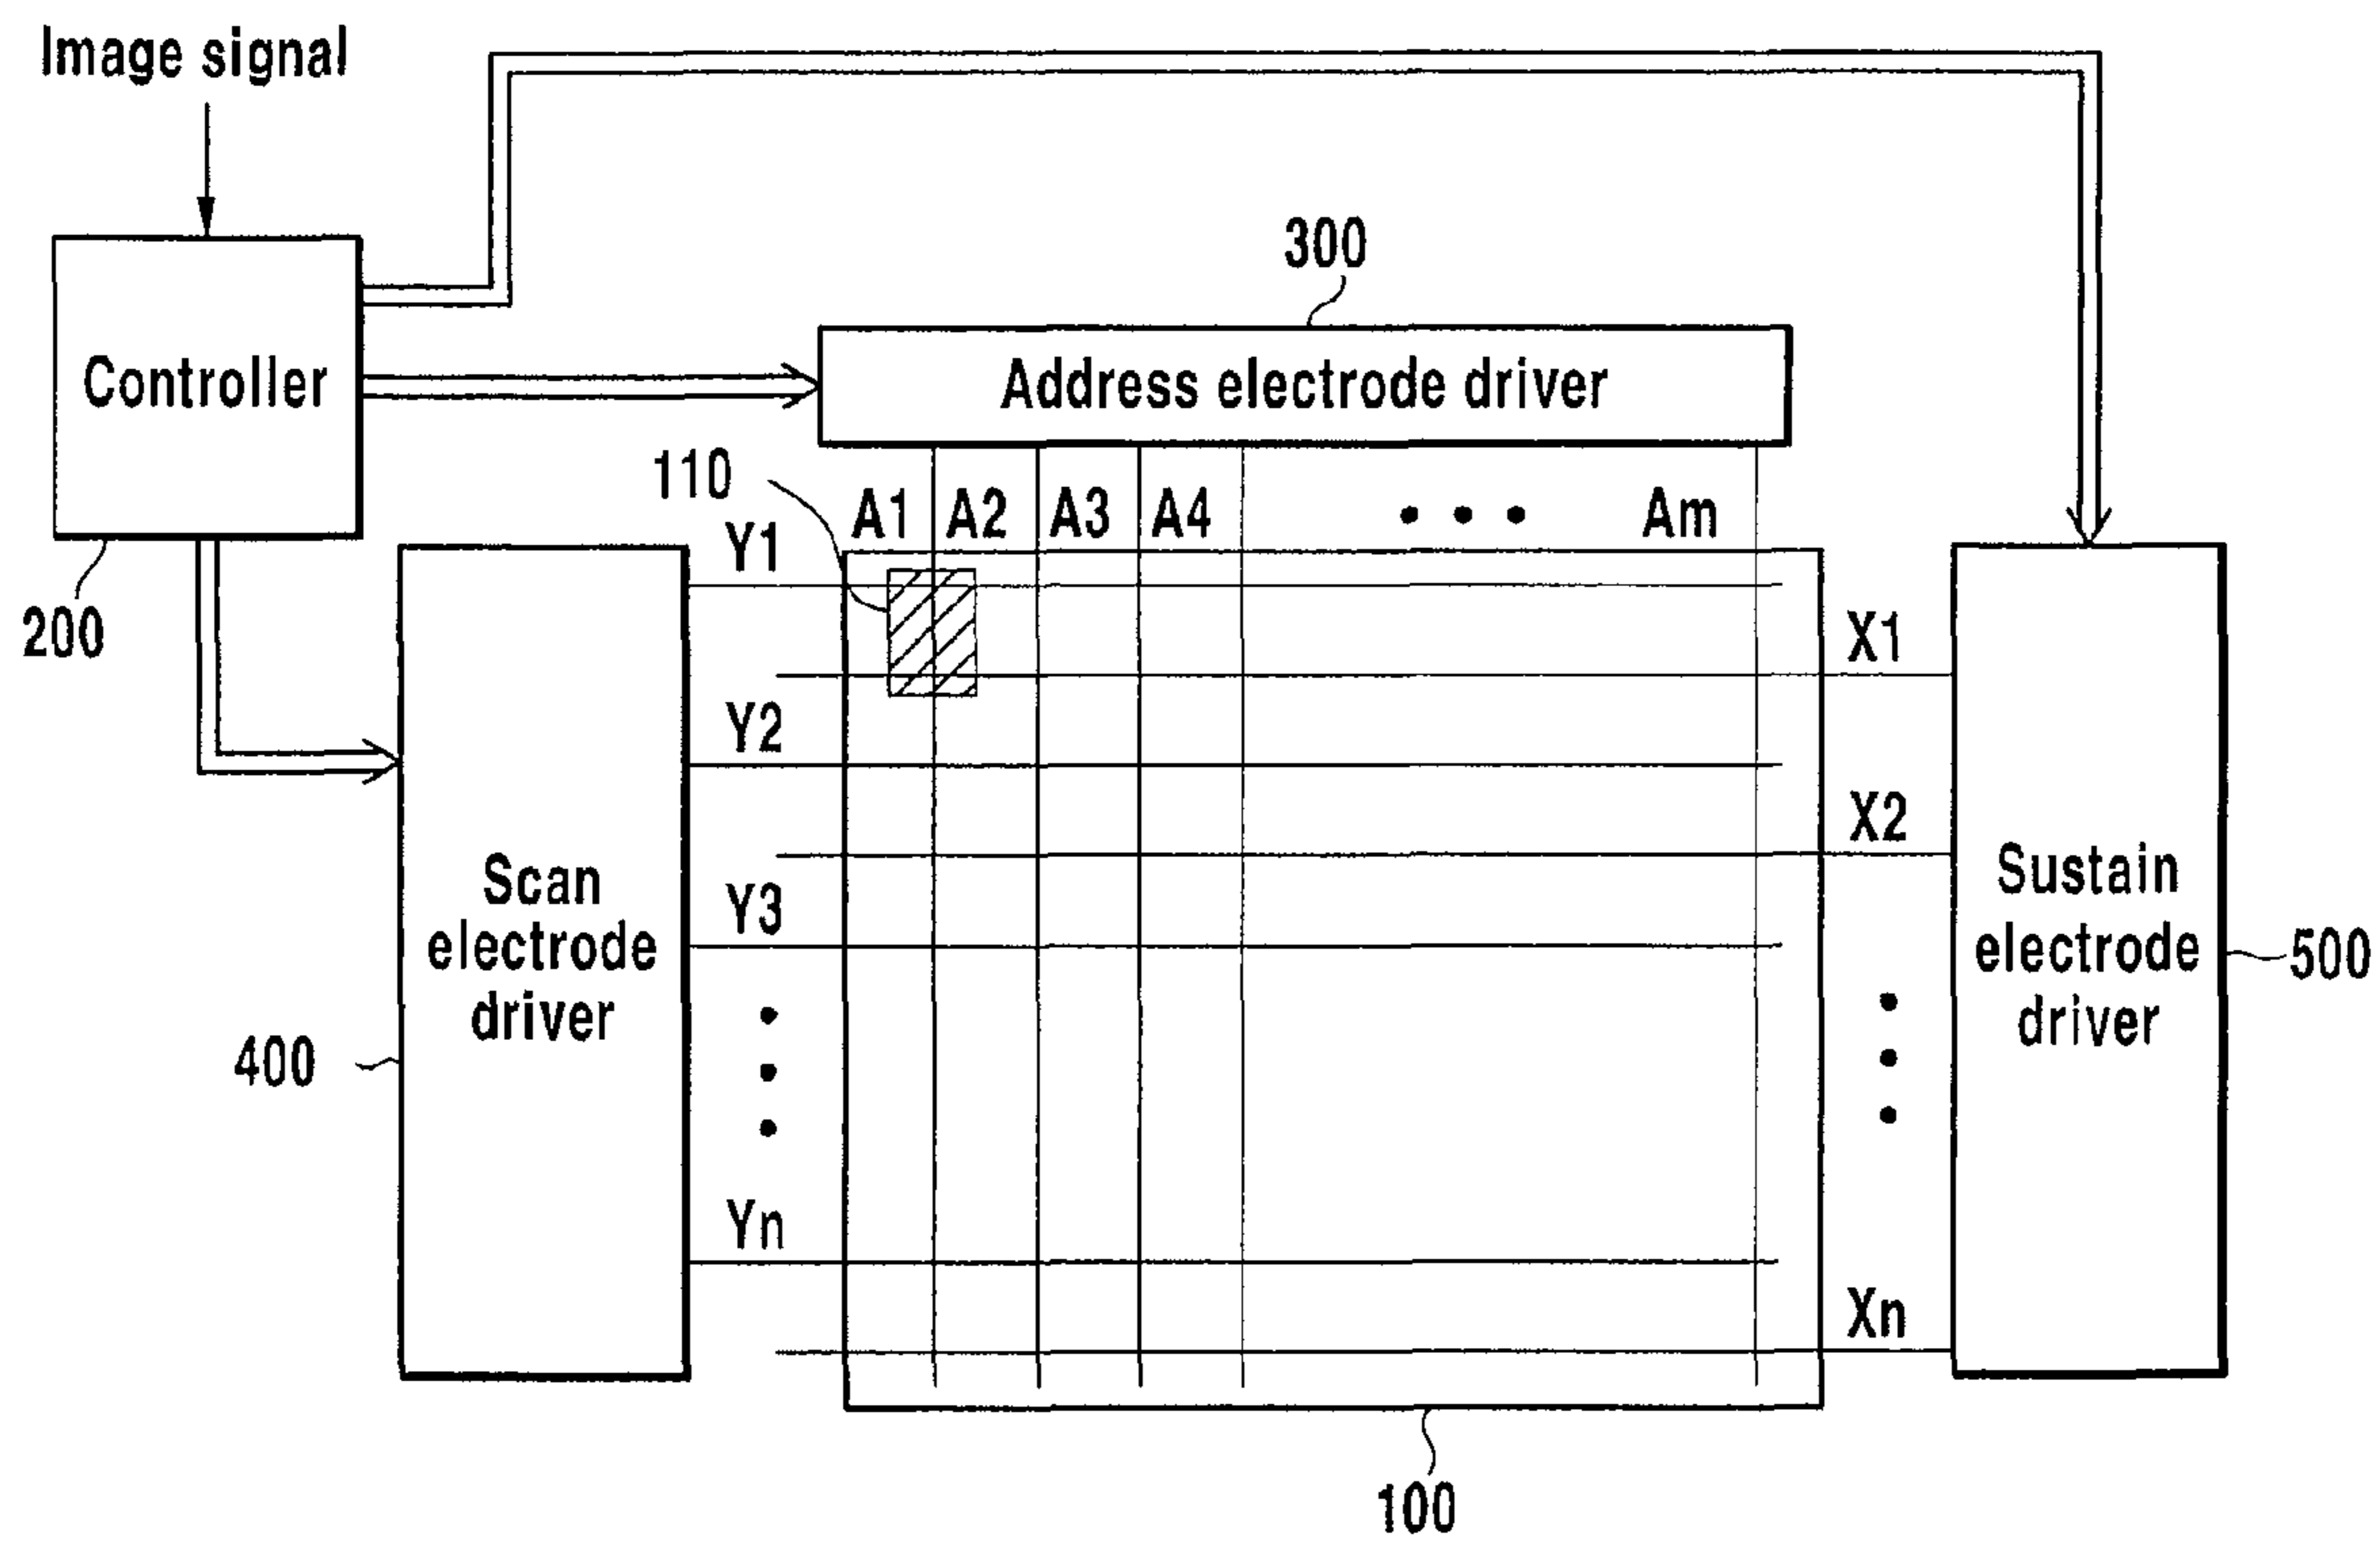 Image signal
300
Controller
Address electrode driver
110
A1 A2 A3 A4 Am
Y1
200
X1
Y2
X2
Scan
electrode
driver
Y3
Sustain
electrode
driver
500
400
Yn
Xn
100